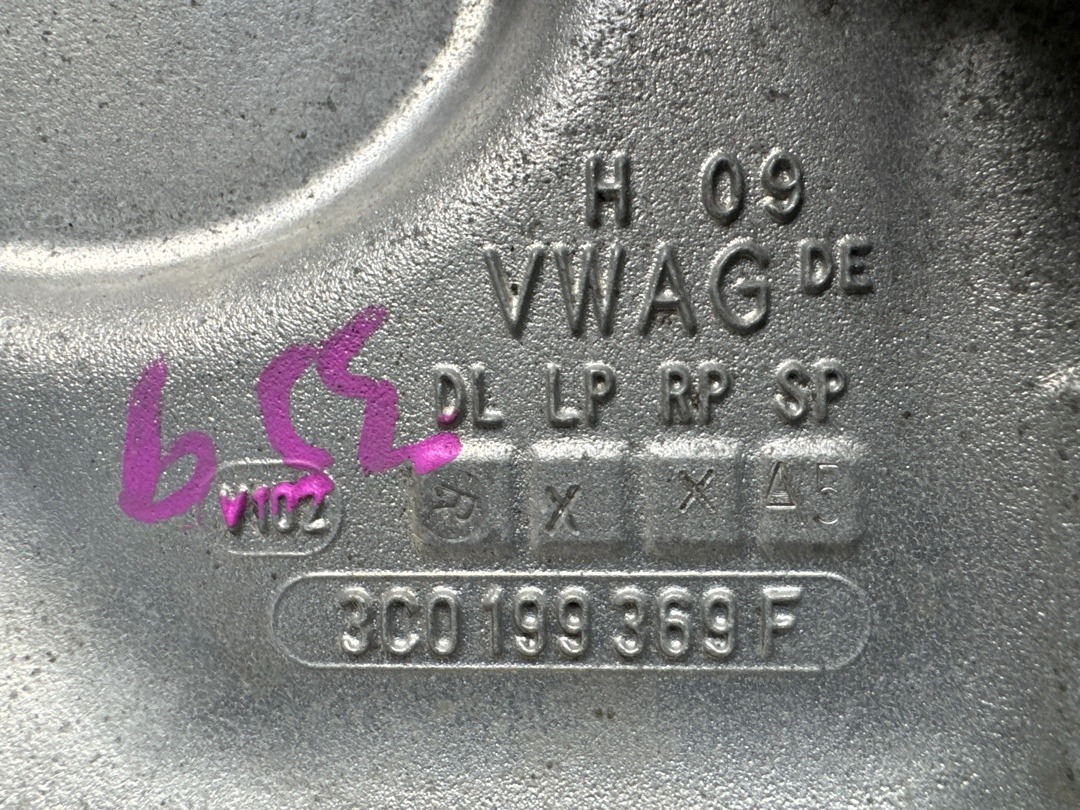 H 09
VWAG DE
DL LP RP SP
X X Δ5
V102
3C0 199 369 F